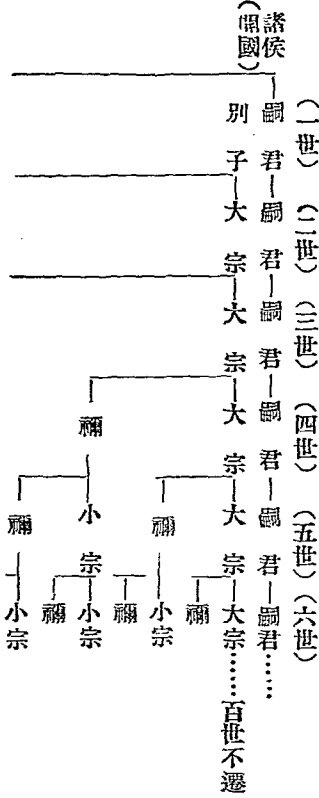 (一世)(二世)(三世)(四世)(五世)(六世)
諸侯
(開國)
嗣君—嗣君—嗣君—嗣君—嗣君—嗣君……
別子—大宗—大宗—大宗—大宗—大宗……百世不遷
禰
禰 小宗
禰
禰 小宗 小宗
禰
禰 小宗